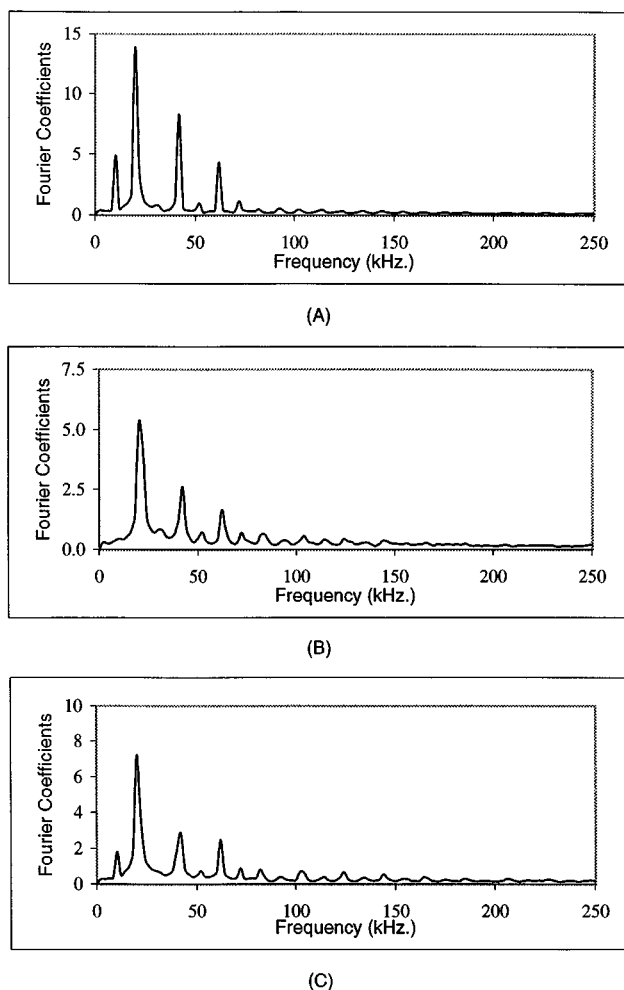 Fourier Coefficients
15
10
5
0
0 50 100 150 200 250
Frequency (kHz.)
(A)
Fourier Coefficients
7.5
5.0
2.5
0.0
0 50 100 150 200 250
Frequency (kHz.)
(B)
Fourier Coefficients
10
8
6
4
2
0
0 50 100 150 200 250
Frequency (kHz.)
(C)